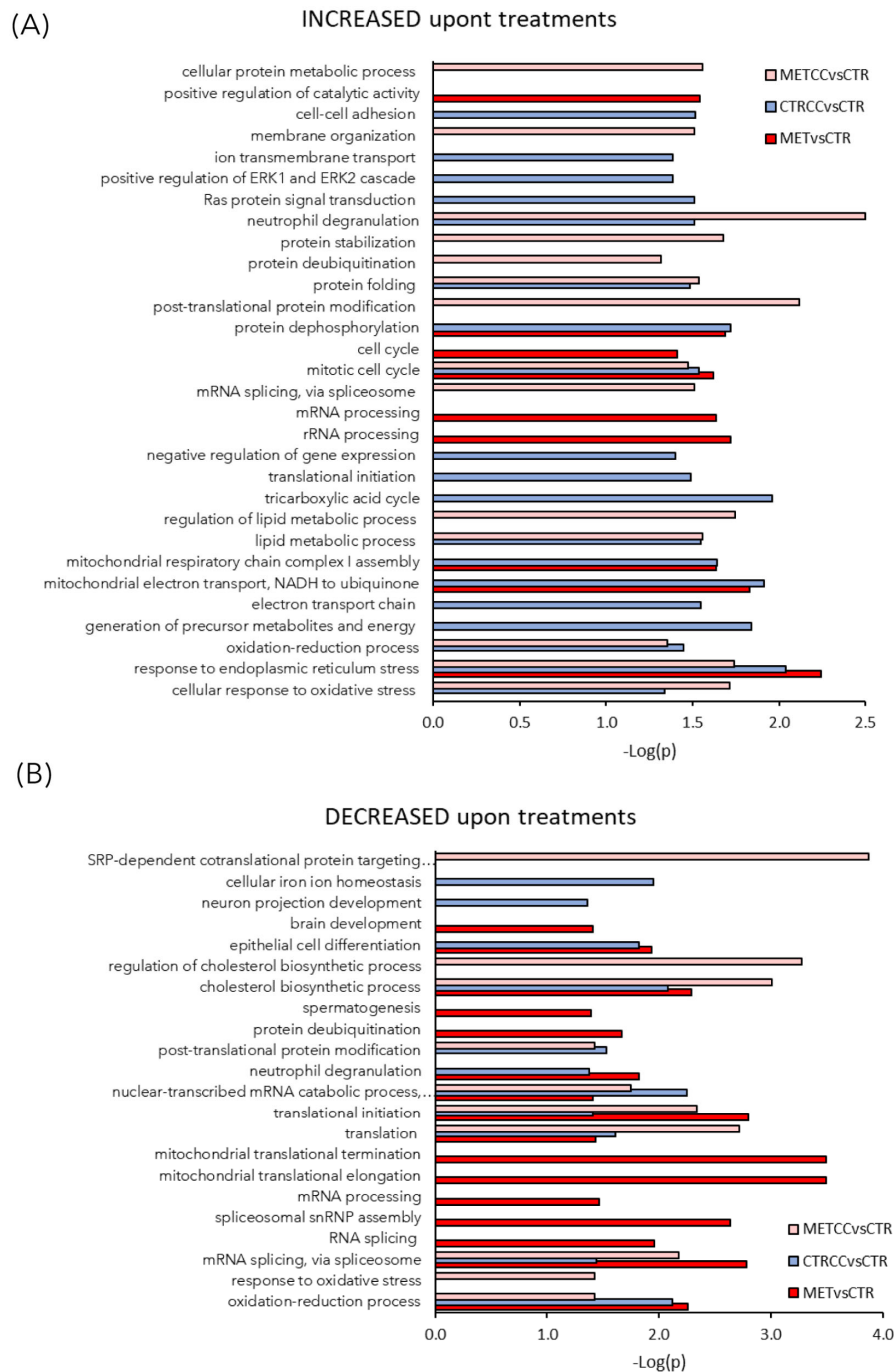 (A)
INCREASED upont treatments
cellular protein metabolic process
positive regulation of catalytic activity
cell-cell adhesion
membrane organization
ion transmembrane transport
positive regulation of ERK1 and ERK2 cascade
Ras protein signal transduction
neutrophil degranulation
protein stabilization
protein deubiquitination
protein folding
post-translational protein modification
protein dephosphorylation
cell cycle
mitotic cell cycle
mRNA splicing, via spliceosome
mRNA processing
rRNA processing
negative regulation of gene expression
translational initiation
tricarboxylic acid cycle
regulation of lipid metabolic process
lipid metabolic process
mitochondrial respiratory chain complex I assembly
mitochondrial electron transport, NADH to ubiquinone
electron transport chain
generation of precursor metabolites and energy
oxidation-reduction process
response to endoplasmic reticulum stress
cellular response to oxidative stress
METCCvsCTR
CTRCCvsCTR
METvsCTR
0.0 0.5 1.0 1.5 2.0 2.5
-Log(p)
(B)
DECREASED upon treatments
SRP-dependent cotranslational protein targeting...
cellular iron ion homeostasis
neuron projection development
brain development
epithelial cell differentiation
regulation of cholesterol biosynthetic process
cholesterol biosynthetic process
spermatogenesis
protein deubiquitination
post-translational protein modification
neutrophil degranulation
nuclear-transcribed mRNA catabolic process,...
translational initiation
translation
mitochondrial translational termination
mitochondrial translational elongation
mRNA processing
spliceosomal snRNP assembly
RNA splicing
mRNA splicing, via spliceosome
response to oxidative stress
oxidation-reduction process
METCCvsCTR
CTRCCvsCTR
METvsCTR
0.0 1.0 2.0 3.0 4.0
-Log(p)